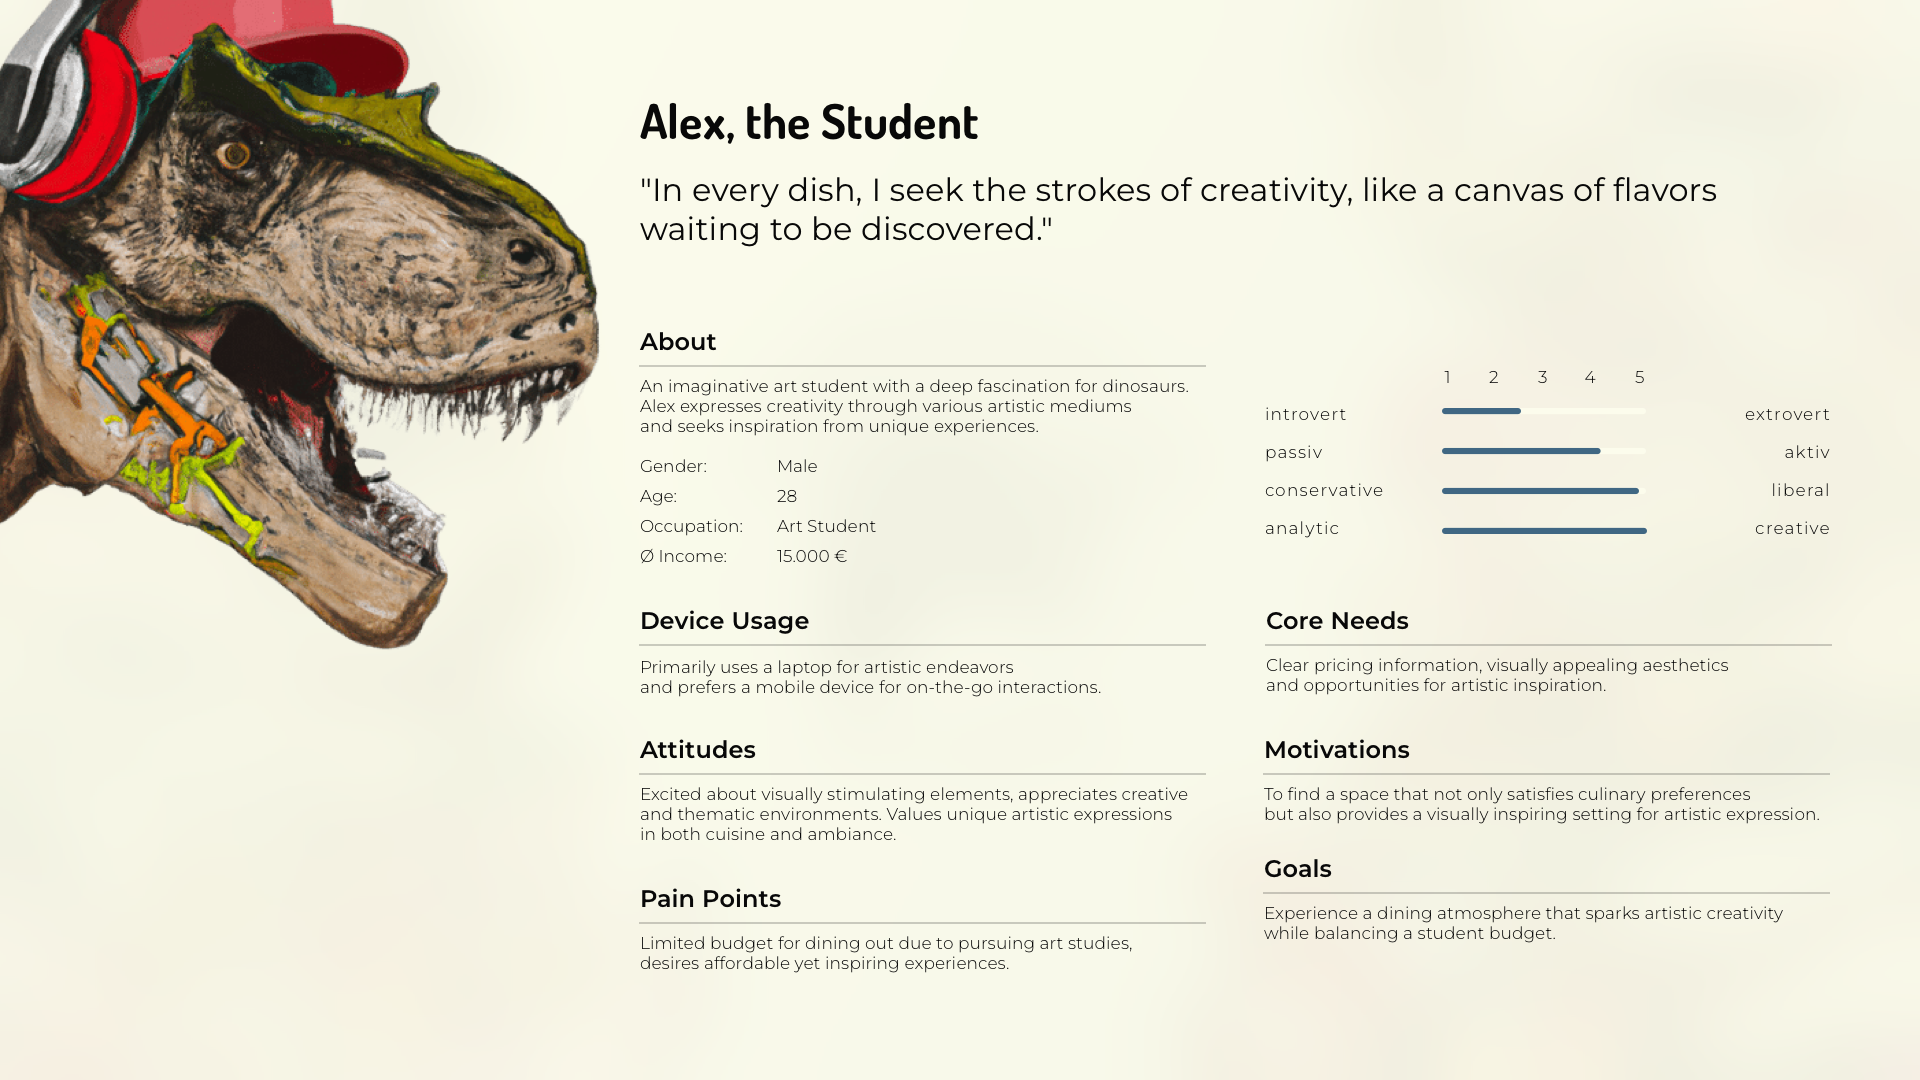 Alex, the Student
"In every dish, I seek the strokes of creativity, like a canvas of flavors
waiting to be discovered."
About
An imaginative art student with a deep fascination for dinosaurs.
Alex expresses creativity through various artistic mediums
and seeks inspiration from unique experiences.
Gender: Male
Age: 28
Occupation: Art Student
Ø Income: 15.000 €
1 2 3 4 5
introvert extrovert
passiv aktiv
conservative liberal
analytic creative
Device Usage
Primarily uses a laptop for artistic endeavors
and prefers a mobile device for on-the-go interactions.
Core Needs
Clear pricing information, visually appealing aesthetics
and opportunities for artistic inspiration.
Attitudes
Excited about visually stimulating elements, appreciates creative
and thematic environments. Values unique artistic expressions
in both cuisine and ambiance.
Motivations
To find a space that not only satisfies culinary preferences
but also provides a visually inspiring setting for artistic expression.
Pain Points
Limited budget for dining out due to pursuing art studies,
desires affordable yet inspiring experiences.
Goals
Experience a dining atmosphere that sparks artistic creativity
while balancing a student budget.